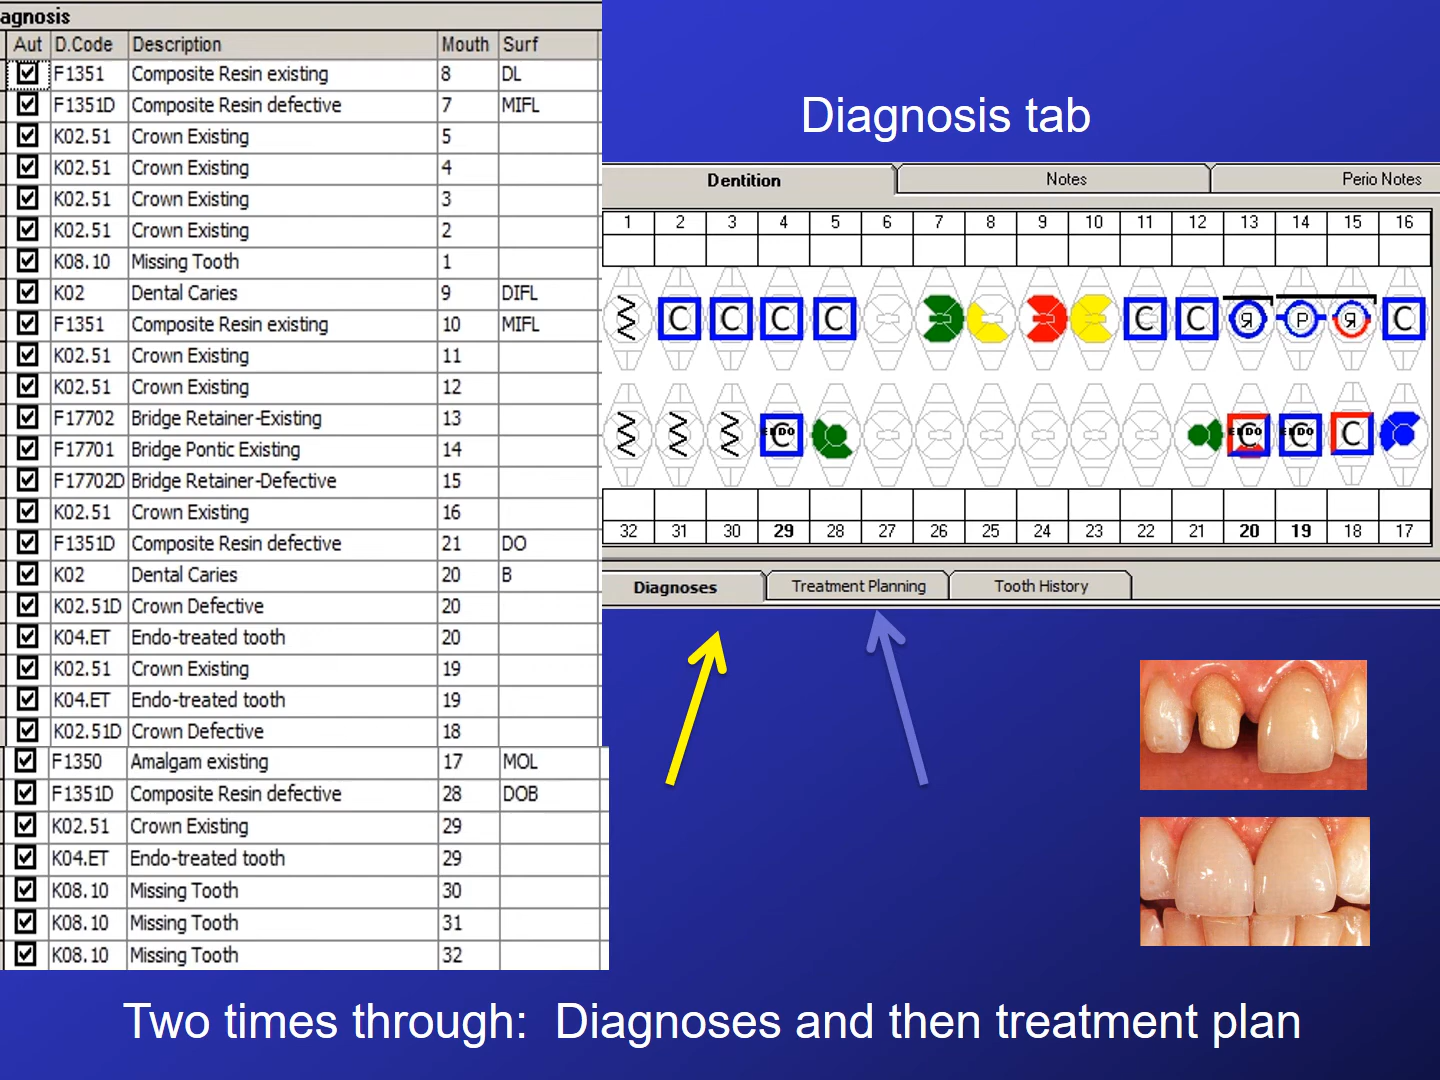 agnosis
Aut D.Code Description Mouth Surf
F1351 Composite Resin existing 8 DL
F1351D Composite Resin defective 7 MIFL
K02.51 Crown Existing 5
K02.51 Crown Existing 4
K02.51 Crown Existing 3
K02.51 Crown Existing 2
K08.10 Missing Tooth 1
K02 Dental Caries 9 DIFL
F1351 Composite Resin existing 10 MIFL
K02.51 Crown Existing 11
K02.51 Crown Existing 12
F17702 Bridge Retainer-Existing 13
F17701 Bridge Pontic Existing 14
F17702D Bridge Retainer-Defective 15
K02.51 Crown Existing 16
F1351D Composite Resin defective 21 DO
K02 Dental Caries 20 B
K02.51D Crown Defective 20
K04.ET Endo-treated tooth 20
K02.51 Crown Existing 19
K04.ET Endo-treated tooth 19
K02.51D Crown Defective 18
F1350 Amalgam existing 17 MOL
F1351D Composite Resin defective 28 DOB
K02.51 Crown Existing 29
K04.ET Endo-treated tooth 29
K08.10 Missing Tooth 30
K08.10 Missing Tooth 31
K08.10 Missing Tooth 32
Diagnosis tab
Dentition Notes Perio Notes
1 2 3 4 5 6 7 8 9 10 11 12 13 14 15 16
C C C C C C R P R C
ENDO C ENDO C ENDO C C
32 31 30 29 28 27 26 25 24 23 22 21 20 19 18 17
Diagnoses Treatment Planning Tooth History
Two times through: Diagnoses and then treatment plan